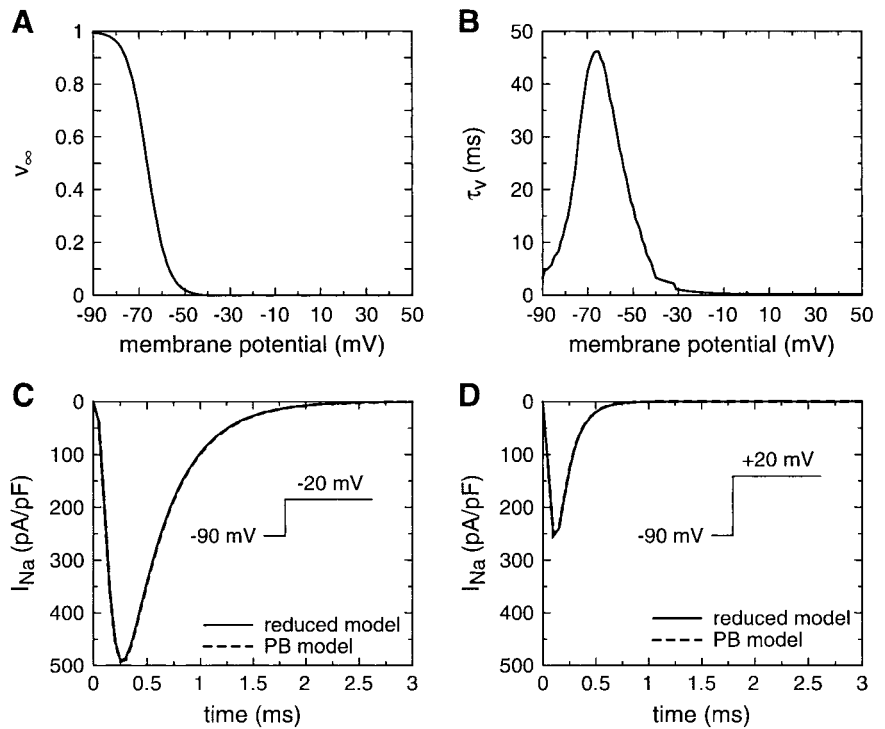 A
1
0.8
0.6
0.4
0.2
0
v∞
-90 -70 -50 -30 -10 10 30 50
membrane potential (mV)
B
50
40
30
20
10
0
τv (ms)
-90 -70 -50 -30 -10 10 30 50
membrane potential (mV)
C
0
100
200
300
400
500
INa (pA/pF)
-20 mV
-90 mV
reduced model
PB model
0 0.5 1.0 1.5 2 2.5 3
time (ms)
D
0
100
200
300
400
500
INa (pA/pF)
+20 mV
-90 mV
reduced model
PB model
0 0.5 1.0 1.5 2 2.5 3
time (ms)